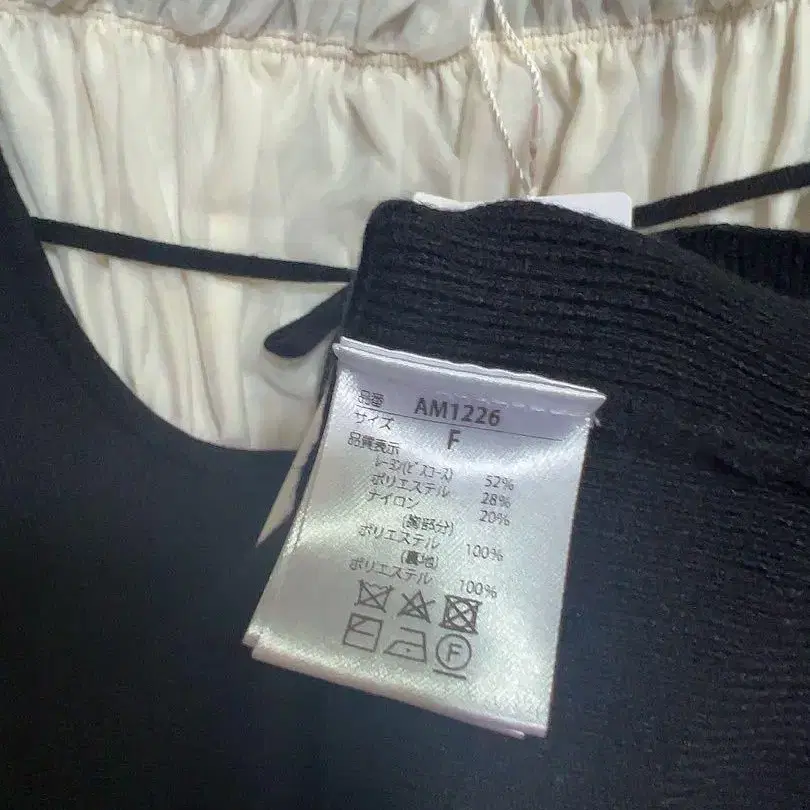 品番 AM1226
サイズ F
品質表示
レーヨン(ビスコース) 52%
ポリエステル 28%
ナイロン 20%
(胸部分)
ポリエステル 100%
(裏地)
ポリエステル 100%
F